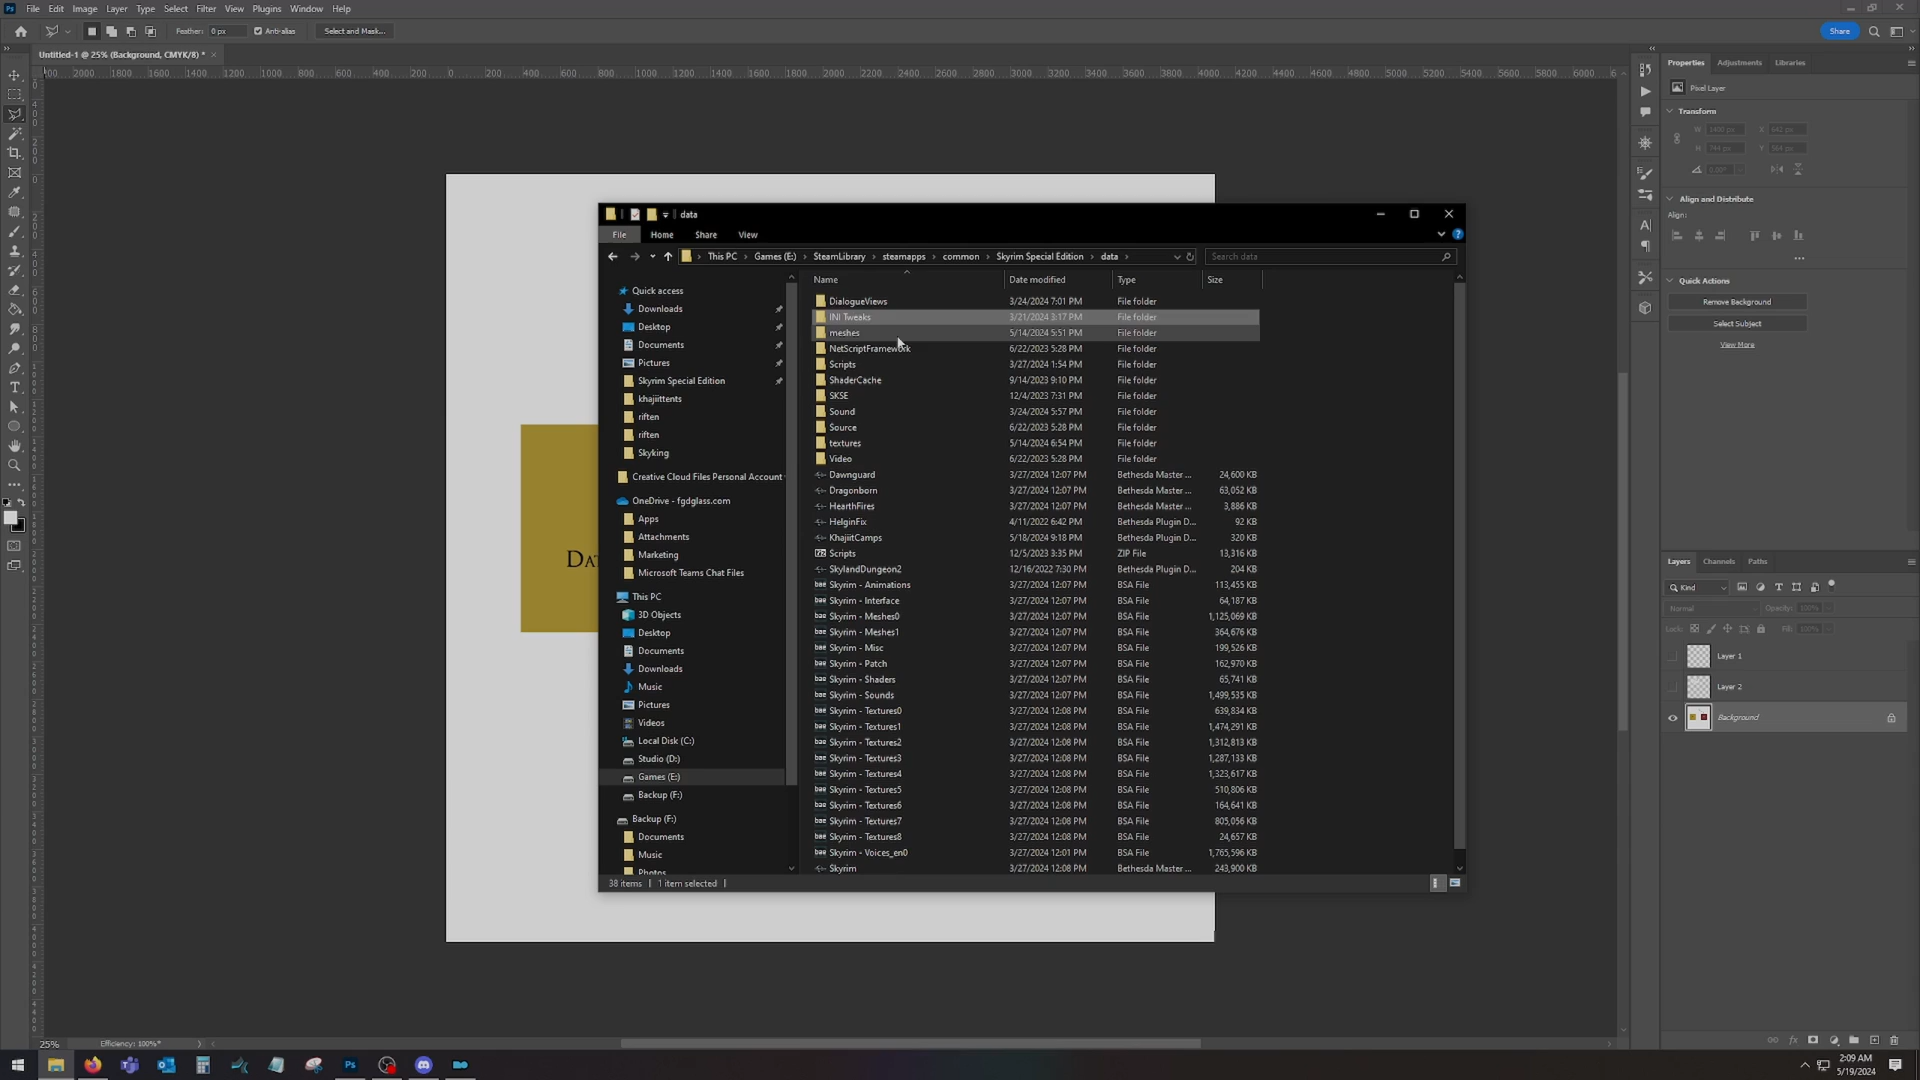 File Edit Image Layer Type Select Filter View Plugins Window Help
Feather: 0 px Anti-alias Select and Mask... Share
Untitled-1 @ 25% (Background, CMYK/8) *
Properties Adjustments Libraries
Pixel Layer
Transform
Align and Distribute
Align:
Quick Actions
Remove Background
Select Subject
View More
Layers Channels Paths
Kind
Normal Opacity: 100%
Lock: Fill: 100%
Layer 1
Layer 2
Background
data
File Home Share View
This PC Games (E:) SteamLibrary steamapps common Skyrim Special Edition data Search data
Quick access
Downloads
Desktop
Documents
Pictures
Skyrim Special Edition
khajiittents
riften
riften
Skyking
Creative Cloud Files Personal Account
OneDrive - fgdglass.com
Apps
Attachments
Marketing
Microsoft Teams Chat Files
This PC
3D Objects
Desktop
Documents
Downloads
Music
Pictures
Videos
Local Disk (C:)
Studio (D:)
Games (E:)
Backup (F:)
Backup (F:)
Documents
Music
Photos
Name Date modified Type Size
DialogueViews 3/24/2024 7:01 PM File folder
INI Tweaks 3/21/2024 3:17 PM File folder
meshes 5/14/2024 5:51 PM File folder
NetScriptFramework 6/22/2023 5:28 PM File folder
Scripts 3/27/2024 1:54 PM File folder
ShaderCache 9/14/2023 9:10 PM File folder
SKSE 12/4/2023 7:31 PM File folder
Sound 3/24/2024 5:57 PM File folder
Source 6/22/2023 5:28 PM File folder
textures 5/14/2024 6:54 PM File folder
Video 6/22/2023 5:28 PM File folder
Dawnguard 3/27/2024 12:07 PM Bethesda Master ... 24,600 KB
Dragonborn 3/27/2024 12:07 PM Bethesda Master ... 63,052 KB
HearthFires 3/27/2024 12:07 PM Bethesda Master ... 3,886 KB
HelginFix 4/11/2022 6:42 PM Bethesda Plugin D... 92 KB
KhajiitCamps 5/18/2024 9:18 PM Bethesda Plugin D... 320 KB
Scripts 12/5/2023 3:35 PM ZIP File 13,316 KB
SkylandDungeon2 12/16/2022 7:30 PM Bethesda Plugin D... 204 KB
Skyrim - Animations 3/27/2024 12:07 PM BSA File 113,455 KB
Skyrim - Interface 3/27/2024 12:07 PM BSA File 64,187 KB
Skyrim - Meshes0 3/27/2024 12:07 PM BSA File 1,125,069 KB
Skyrim - Meshes1 3/27/2024 12:07 PM BSA File 364,676 KB
Skyrim - Misc 3/27/2024 12:07 PM BSA File 199,526 KB
Skyrim - Patch 3/27/2024 12:07 PM BSA File 162,970 KB
Skyrim - Shaders 3/27/2024 12:07 PM BSA File 65,741 KB
Skyrim - Sounds 3/27/2024 12:07 PM BSA File 1,499,535 KB
Skyrim - Textures0 3/27/2024 12:08 PM BSA File 639,834 KB
Skyrim - Textures1 3/27/2024 12:08 PM BSA File 1,474,291 KB
Skyrim - Textures2 3/27/2024 12:08 PM BSA File 1,312,813 KB
Skyrim - Textures3 3/27/2024 12:08 PM BSA File 1,287,133 KB
Skyrim - Textures4 3/27/2024 12:08 PM BSA File 1,323,617 KB
Skyrim - Textures5 3/27/2024 12:08 PM BSA File 510,806 KB
Skyrim - Textures6 3/27/2024 12:08 PM BSA File 164,641 KB
Skyrim - Textures7 3/27/2024 12:08 PM BSA File 805,056 KB
Skyrim - Textures8 3/27/2024 12:08 PM BSA File 24,657 KB
Skyrim - Voices_en0 3/27/2024 12:01 PM BSA File 1,765,596 KB
Skyrim 3/27/2024 12:08 PM Bethesda Master ... 243,900 KB
38 items 1 item selected
25% Efficiency: 100%*
2:09 AM
5/19/2024